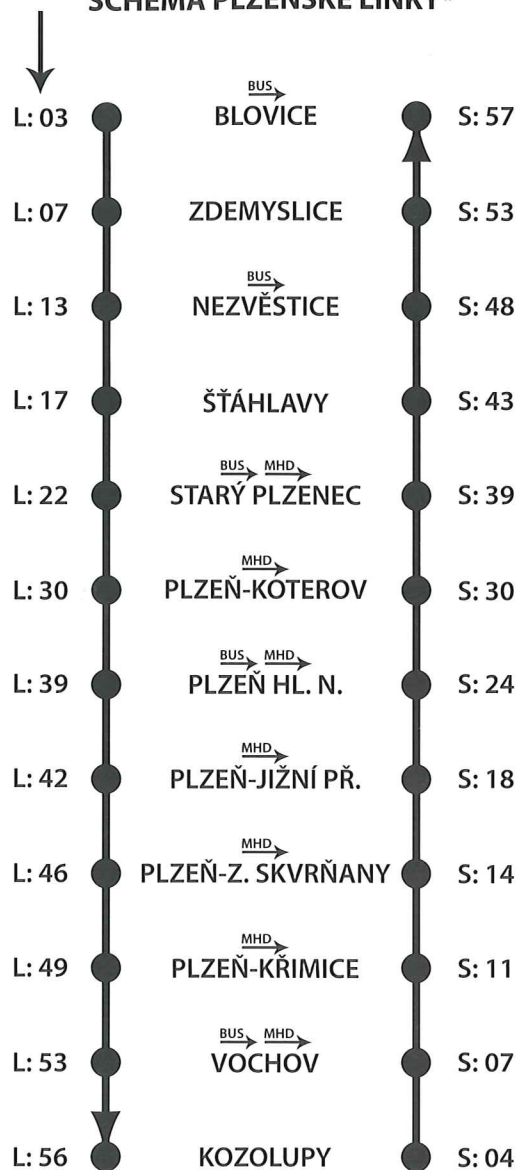 SCHÉMA PLZEŇSKÉ LINKY*
BUS
L: 03 BLOVICE S: 57
L: 07 ZDEMYSLICE S: 53
BUS
L: 13 NEZVĚSTICE S: 48
L: 17 ŠŤÁHLAVY S: 43
BUS MHD
L: 22 STARÝ PLZENEC S: 39
MHD
L: 30 PLZEŇ-KOTEROV S: 30
BUS MHD
L: 39 PLZEŇ HL. N. S: 24
MHD
L: 42 PLZEŇ-JIŽNÍ PŘ. S: 18
MHD
L: 46 PLZEŇ-Z. SKVRŇANY S: 14
MHD
L: 49 PLZEŇ-KŘIMICE S: 11
BUS MHD
L: 53 VOCHOV S: 07
L: 56 KOZOLUPY S: 04